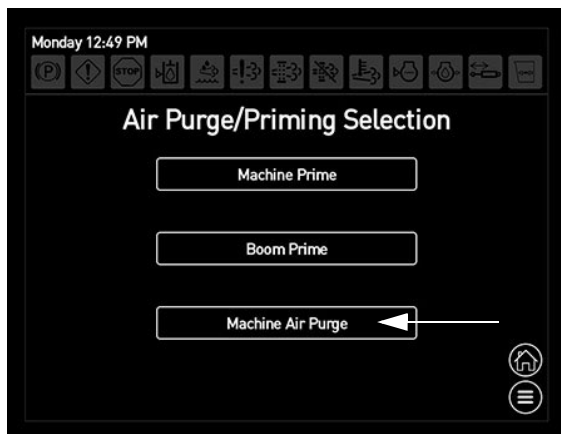 Monday 12:49 PM
(P)
STOP
Air Purge/Priming Selection
Machine Prime
Boom Prime
Machine Air Purge